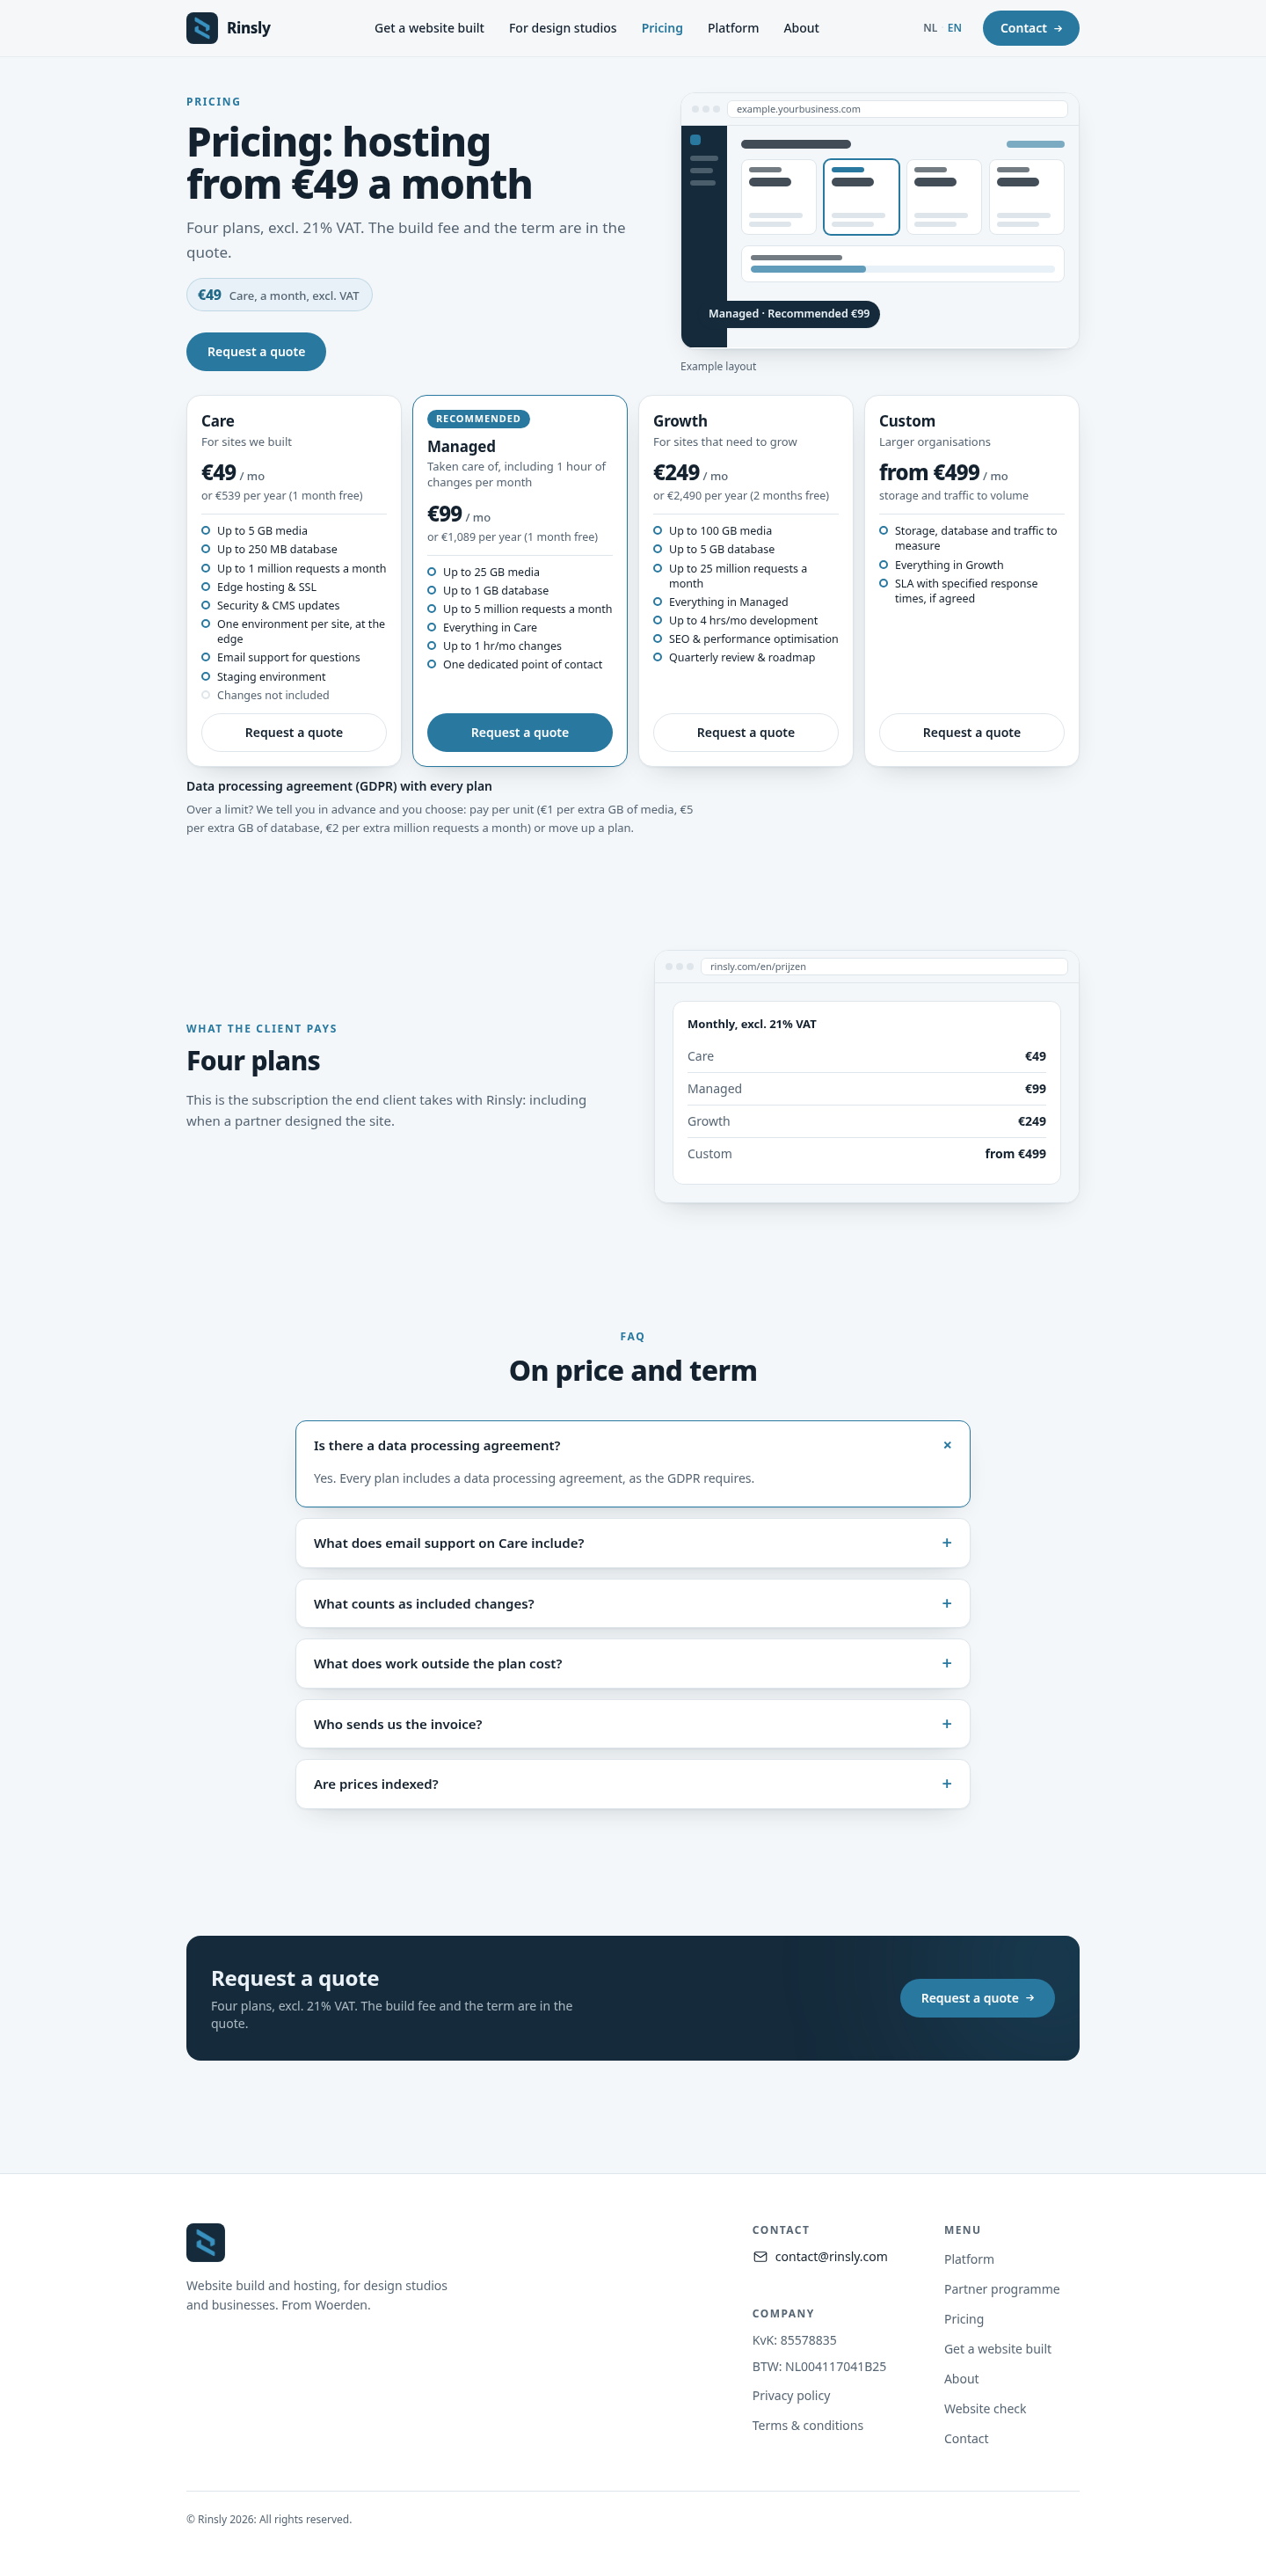 Rinsly
Get a website built
For design studios
Pricing
Platform
About
NL
EN
Contact →
PRICING
Pricing: hosting
from €49 a month
Four plans, excl. 21% VAT. The build fee and the term are in the
quote.
€49 Care, a month, excl. VAT
Request a quote
example.yourbusiness.com
Managed · Recommended €99
Example layout
Care
For sites we built
€49 / mo
or €539 per year (1 month free)
Up to 5 GB media
Up to 250 MB database
Up to 1 million requests a month
Edge hosting & SSL
Security & CMS updates
One environment per site, at the
edge
Email support for questions
Staging environment
Changes not included
Request a quote
RECOMMENDED
Managed
Taken care of, including 1 hour of
changes per month
€99 / mo
or €1,089 per year (1 month free)
Up to 25 GB media
Up to 1 GB database
Up to 5 million requests a month
Everything in Care
Up to 1 hr/mo changes
One dedicated point of contact
Request a quote
Growth
For sites that need to grow
€249 / mo
or €2,490 per year (2 months free)
Up to 100 GB media
Up to 5 GB database
Up to 25 million requests a
month
Everything in Managed
Up to 4 hrs/mo development
SEO & performance optimisation
Quarterly review & roadmap
Request a quote
Custom
Larger organisations
from €499 / mo
storage and traffic to volume
Storage, database and traffic to
measure
Everything in Growth
SLA with specified response
times, if agreed
Request a quote
Data processing agreement (GDPR) with every plan
Over a limit? We tell you in advance and you choose: pay per unit (€1 per extra GB of media, €5
per extra GB of database, €2 per extra million requests a month) or move up a plan.
WHAT THE CLIENT PAYS
Four plans
This is the subscription the end client takes with Rinsly: including
when a partner designed the site.
rinsly.com/en/prijzen
Monthly, excl. 21% VAT
Care €49
Managed €99
Growth €249
Custom from €499
FAQ
On price and term
Is there a data processing agreement?
Yes. Every plan includes a data processing agreement, as the GDPR requires.
What does email support on Care include?
What counts as included changes?
What does work outside the plan cost?
Who sends us the invoice?
Are prices indexed?
Request a quote
Four plans, excl. 21% VAT. The build fee and the term are in the
quote.
Request a quote →
Website build and hosting, for design studios
and businesses. From Woerden.
CONTACT
contact@rinsly.com
COMPANY
KvK: 85578835
BTW: NL004117041B25
Privacy policy
Terms & conditions
MENU
Platform
Partner programme
Pricing
Get a website built
About
Website check
Contact
© Rinsly 2026: All rights reserved.